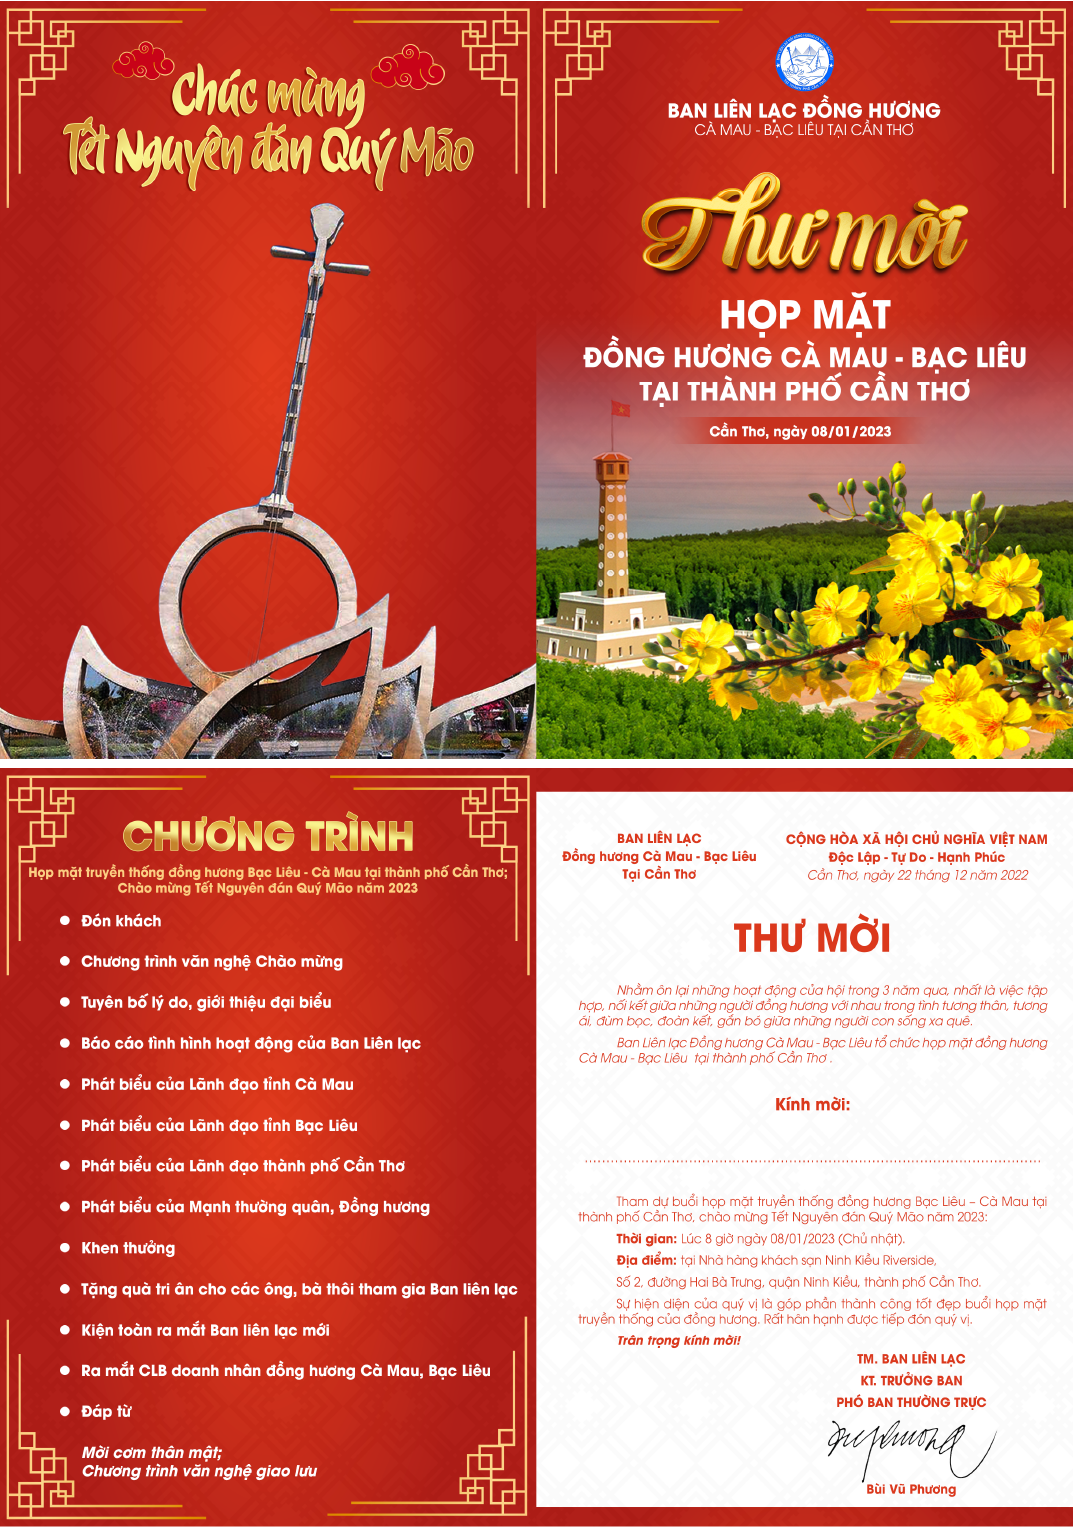 Chúc mừng
Tết Nguyên đán Quý Mão
BAN LIÊN LẠC ĐỒNG HƯƠNG
CÀ MAU - BẠC LIÊU TẠI CẦN THƠ
Thư mời
HỌP MẶT
ĐỒNG HƯƠNG CÀ MAU - BẠC LIÊU
TẠI THÀNH PHỐ CẦN THƠ
Cần Thơ, ngày 08/01/2023
CHƯƠNG TRÌNH
Họp mặt truyền thống đồng hương Bạc Liêu - Cà Mau tại thành phố Cần Thơ;
Chào mừng Tết Nguyên đán Quý Mão năm 2023
Đón khách
Chương trình văn nghệ Chào mừng
Tuyên bố lý do, giới thiệu đại biểu
Báo cáo tình hình hoạt động của Ban Liên lạc
Phát biểu của Lãnh đạo tỉnh Cà Mau
Phát biểu của Lãnh đạo tỉnh Bạc Liêu
Phát biểu của Lãnh đạo thành phố Cần Thơ
Phát biểu của Mạnh thường quân, Đồng hương
Khen thưởng
Tặng quà tri ân cho các ông, bà thôi tham gia Ban liên lạc
Kiện toàn ra mắt Ban liên lạc mới
Ra mắt CLB doanh nhân đồng hương Cà Mau, Bạc Liêu
Đáp từ
Mời cơm thân mật;
Chương trình văn nghệ giao lưu
BAN LIÊN LẠC
Đồng hương Cà Mau - Bạc Liêu
Tại Cần Thơ
CỘNG HÒA XÃ HỘI CHỦ NGHĨA VIỆT NAM
Độc Lập - Tự Do - Hạnh Phúc
Cần Thơ, ngày 22 tháng 12 năm 2022
THƯ MỜI
Nhằm ôn lại những hoạt động của hội trong 3 năm qua, nhất là việc tập
hợp, nối kết giữa những người đồng hương với nhau trong tình tương thân, tương
ái, đùm bọc, đoàn kết, gắn bó giữa những người con sống xa quê.
Ban Liên lạc Đồng hương Cà Mau - Bạc Liêu tổ chức họp mặt đồng hương
Cà Mau - Bạc Liêu tại thành phố Cần Thơ .
Kính mời:
Tham dự buổi họp mặt truyền thống đồng hương Bạc Liêu – Cà Mau tại
thành phố Cần Thơ, chào mừng Tết Nguyên đán Quý Mão năm 2023:
Thời gian: Lúc 8 giờ ngày 08/01/2023 (Chủ nhật).
Địa điểm: tại Nhà hàng khách sạn Ninh Kiều Riverside,
Số 2, đường Hai Bà Trưng, quận Ninh Kiều, thành phố Cần Thơ.
Sự hiện diện của quý vị là góp phần thành công tốt đẹp buổi họp mặt
truyền thống của đồng hương. Rất hân hạnh được tiếp đón quý vị.
Trân trọng kính mời!
TM. BAN LIÊN LẠC
KT. TRƯỞNG BAN
PHÓ BAN THƯỜNG TRỰC
Bùi Vũ Phương